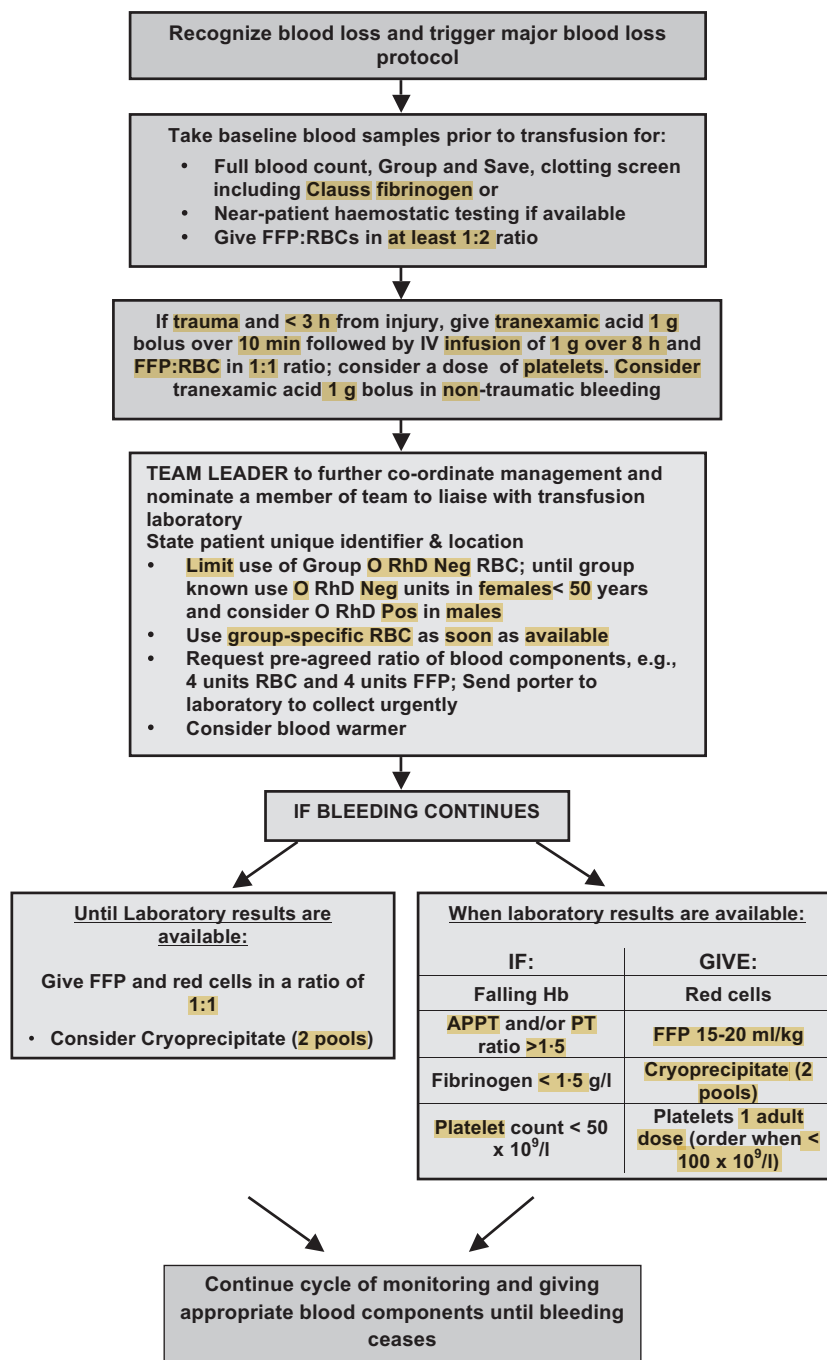 Recognize blood loss and trigger major blood loss
protocol
Take baseline blood samples prior to transfusion for:
• Full blood count, Group and Save, clotting screen
including Clauss fibrinogen or
• Near-patient haemostatic testing if available
• Give FFP:RBCs in at least 1:2 ratio
If trauma and < 3 h from injury, give tranexamic acid 1 g
bolus over 10 min followed by IV infusion of 1 g over 8 h and
FFP:RBC in 1:1 ratio; consider a dose of platelets. Consider
tranexamic acid 1 g bolus in non-traumatic bleeding
TEAM LEADER to further co-ordinate management and
nominate a member of team to liaise with transfusion
laboratory
State patient unique identifier & location
• Limit use of Group O RhD Neg RBC; until group
known use O RhD Neg units in females< 50 years
and consider O RhD Pos in males
• Use group-specific RBC as soon as available
• Request pre-agreed ratio of blood components, e.g.,
4 units RBC and 4 units FFP; Send porter to
laboratory to collect urgently
• Consider blood warmer
IF BLEEDING CONTINUES
Until Laboratory results are
available:
Give FFP and red cells in a ratio of
1:1
• Consider Cryoprecipitate (2 pools)
When laboratory results are available:
IF: GIVE:
Falling Hb Red cells
APPT and/or PT
ratio >1·5
FFP 15-20 ml/kg
Fibrinogen < 1·5 g/l
Cryoprecipitate (2
pools)
Platelet count < 50
x 10⁹/l
Platelets 1 adult
dose (order when <
100 x 10⁹/l)
Continue cycle of monitoring and giving
appropriate blood components until bleeding
ceases